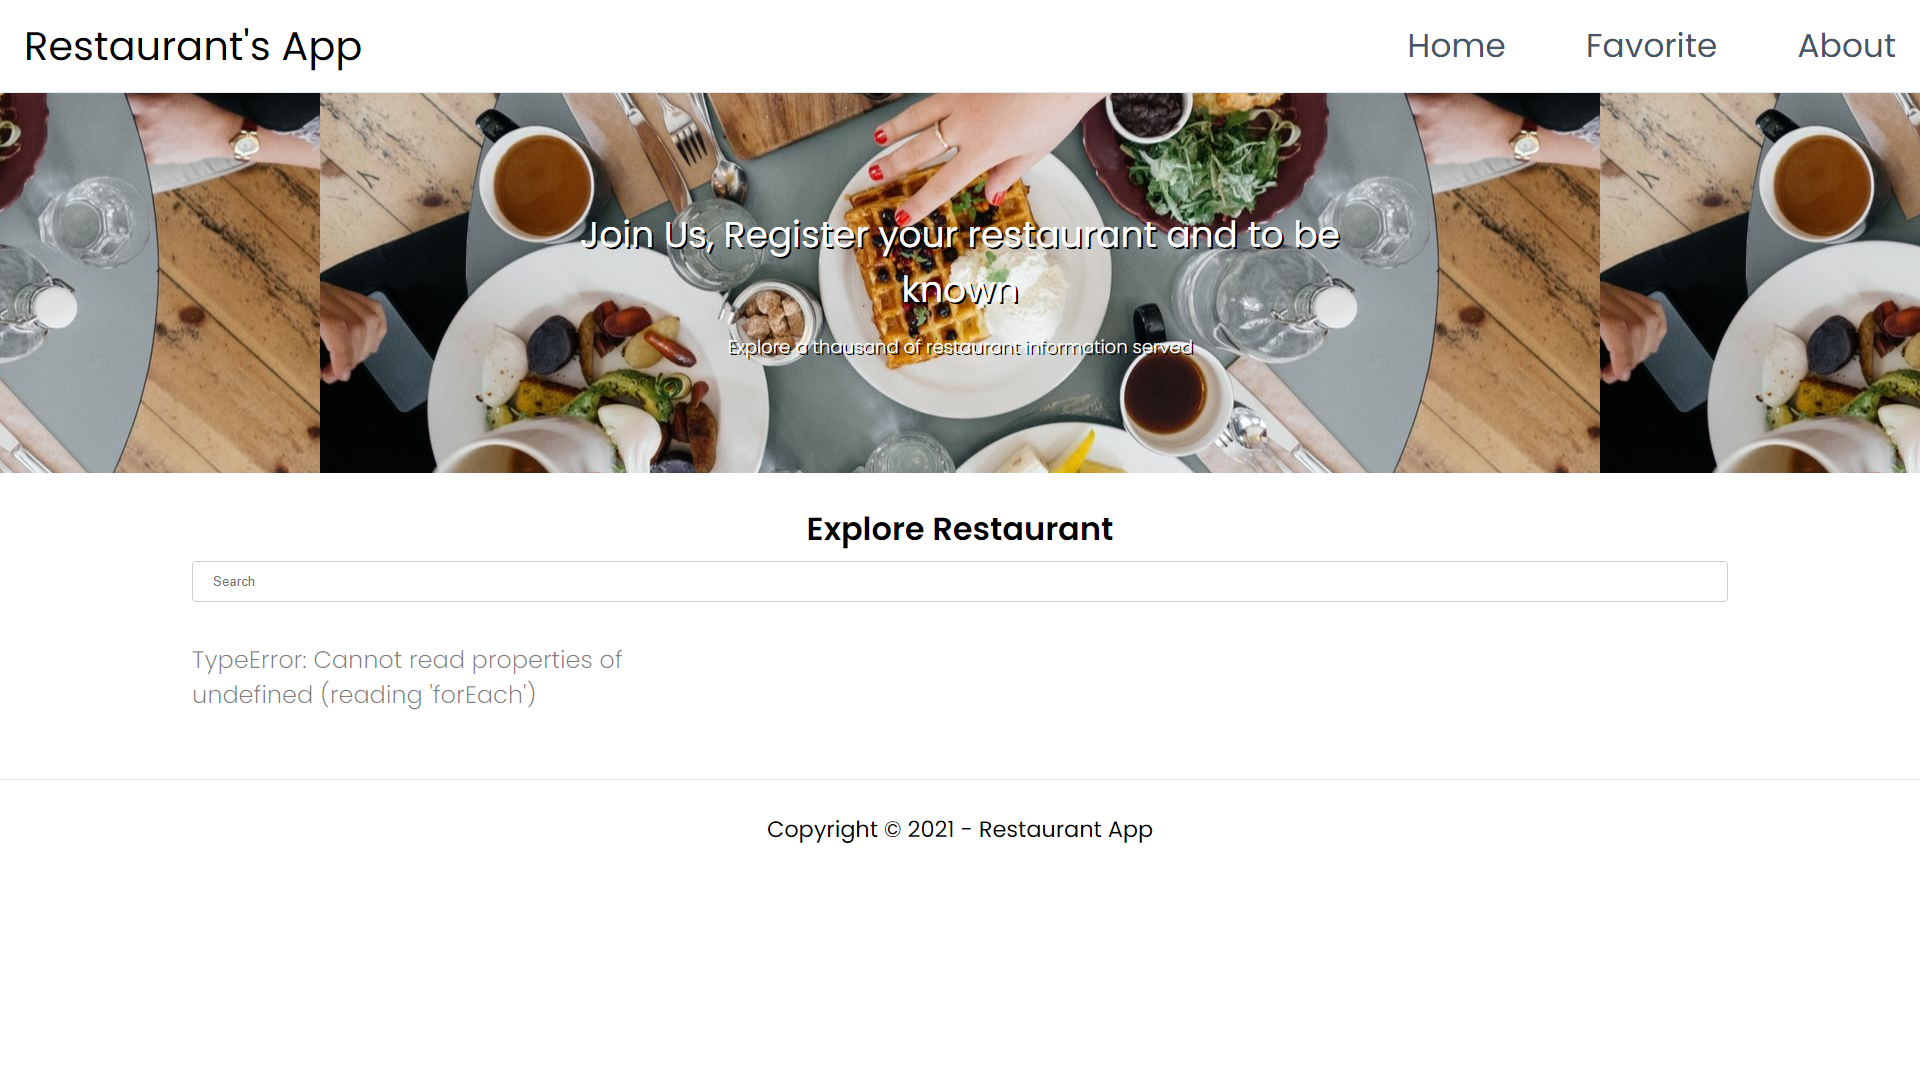 Restaurant's App
Home
Favorite
About
Join Us, Register your restaurant and to be
known
Explore a thausand of restaurant information served
Explore Restaurant
Search
TypeError: Cannot read properties of
undefined (reading 'forEach')
Copyright © 2021 - Restaurant App